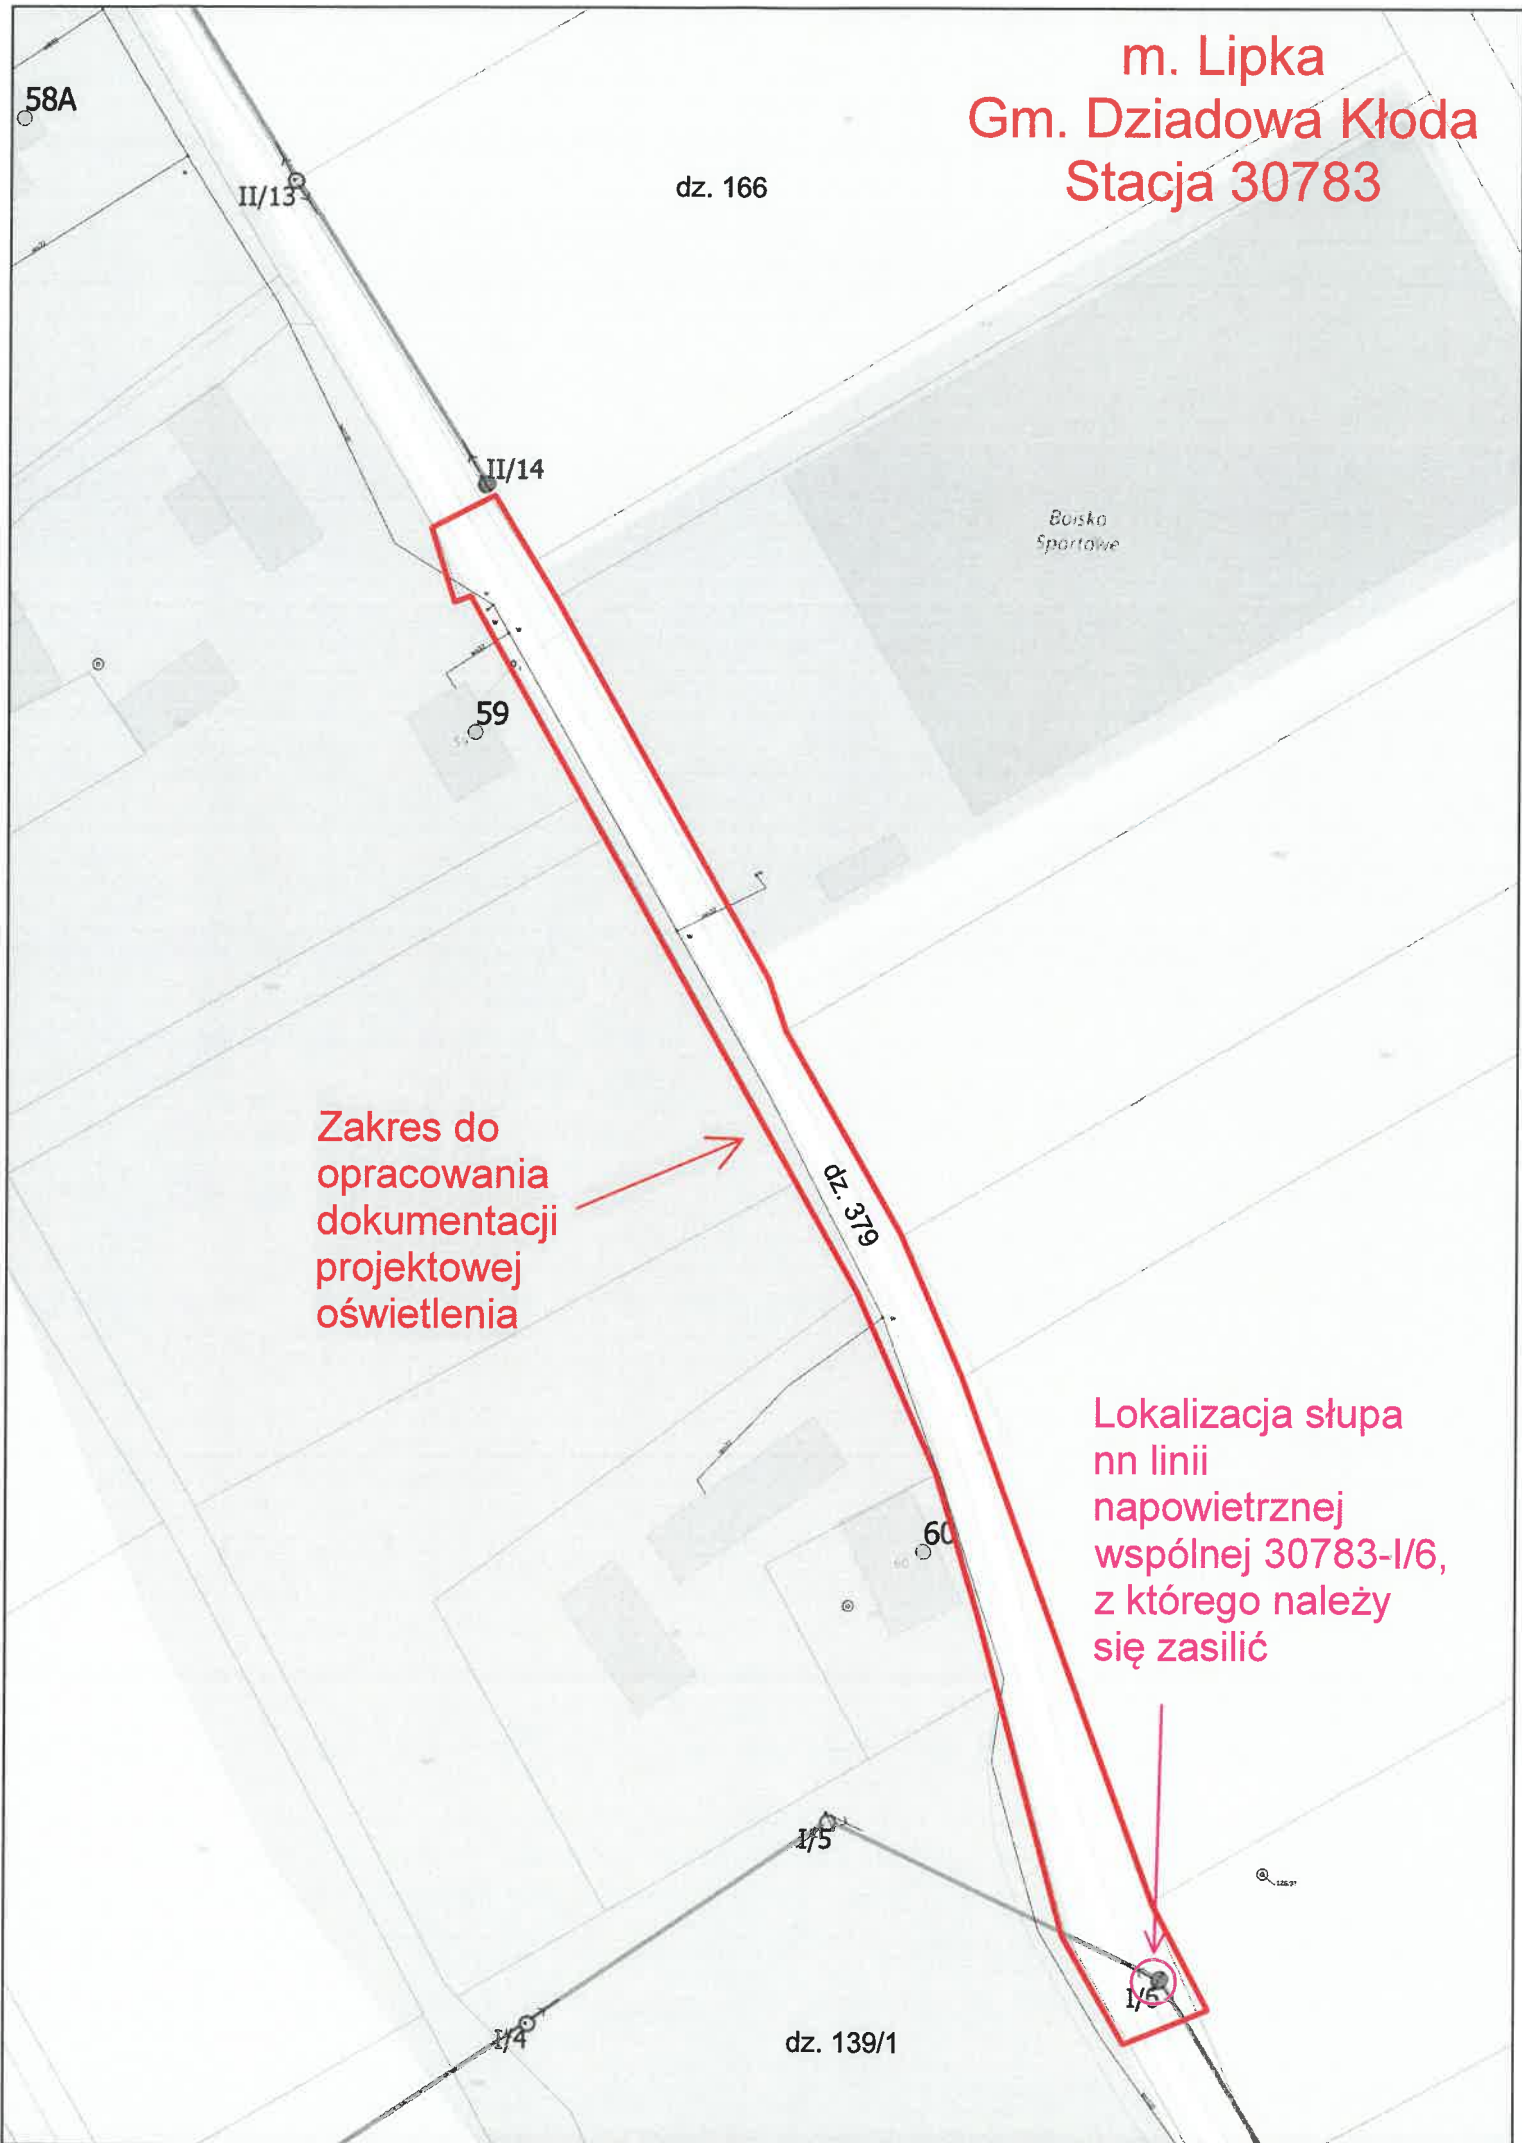 m. Lipka
Gm. Dziadowa Kłoda
Stacja 30783
58A
II/13
dz. 166
II/14
Boisko
Sportowe
59
Zakres do
opracowania
dokumentacji
projektowej
oświetlenia
dz. 379
Lokalizacja słupa
nn linii
napowietrznej
wspólnej 30783-I/6,
z którego należy
się zasilić
60
60
I/5
I/6
I/4
dz. 139/1